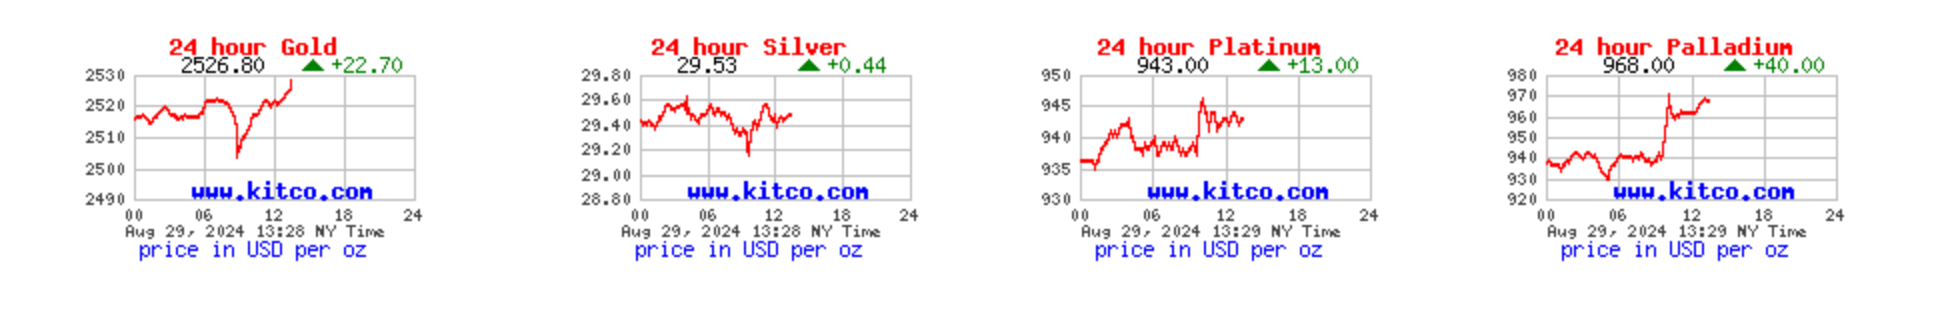 24 hour Gold
2526.80 ▲ +22.70
2530
2520
2510
2500
2490
www.kitco.com
00 06 12 18 24
Aug 29, 2024 13:28 NY Time
price in USD per oz
24 hour Silver
29.53 ▲ +0.44
29.80
29.60
29.40
29.20
29.00
28.80
www.kitco.com
00 06 12 18 24
Aug 29, 2024 13:28 NY Time
price in USD per oz
24 hour Platinum
943.00 ▲ +13.00
950
945
940
935
930
www.kitco.com
00 06 12 18 24
Aug 29, 2024 13:29 NY Time
price in USD per oz
24 hour Palladium
968.00 ▲ +40.00
980
970
960
950
940
930
920
www.kitco.com
00 06 12 18 24
Aug 29, 2024 13:29 NY Time
price in USD per oz